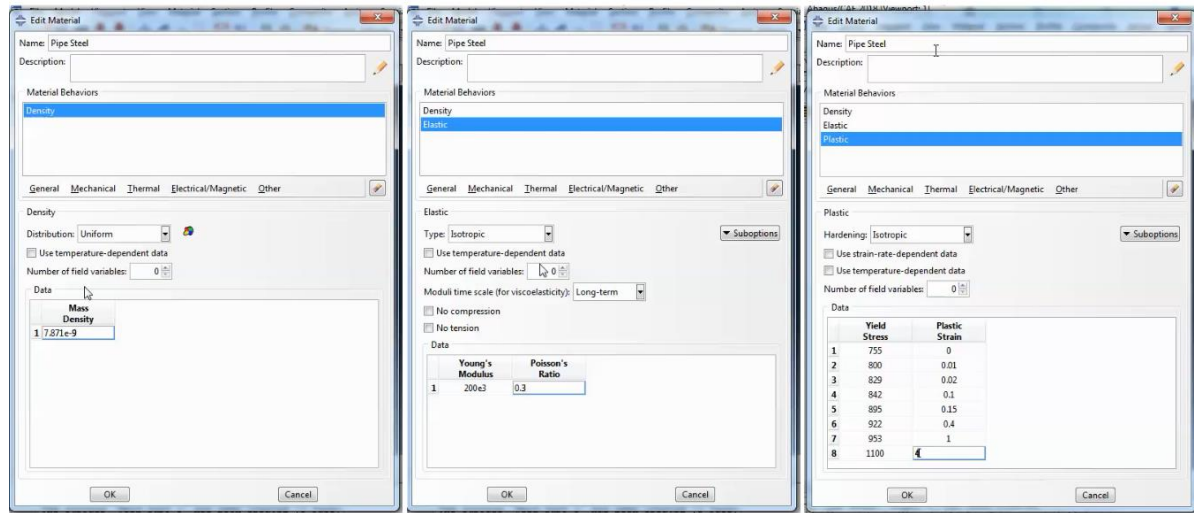 Edit Material
Name: Pipe Steel
Description:
Material Behaviors
Density
General Mechanical Thermal Electrical/Magnetic Other
Density
Distribution: Uniform
Use temperature-dependent data
Number of field variables: 0
Data
Mass
Density
1 7.871e-9
OK Cancel
Edit Material
Name: Pipe Steel
Description:
Material Behaviors
Density
Elastic
General Mechanical Thermal Electrical/Magnetic Other
Elastic
Type: Isotropic
Suboptions
Use temperature-dependent data
Number of field variables: 0
Moduli time scale (for viscoelasticity): Long-term
No compression
No tension
Data
Young's Poisson's
Modulus Ratio
1 200e3 0.3
OK Cancel
Abaqus/CAE 2018 [Viewport: 1]
Edit Material
Name: Pipe Steel
Description:
Material Behaviors
Density
Elastic
Plastic
General Mechanical Thermal Electrical/Magnetic Other
Plastic
Hardening: Isotropic
Suboptions
Use strain-rate-dependent data
Use temperature-dependent data
Number of field variables: 0
Data
Yield Plastic
Stress Strain
1 755 0
2 800 0.01
3 829 0.02
4 842 0.1
5 895 0.15
6 922 0.4
7 953 1
8 1100 4
OK Cancel